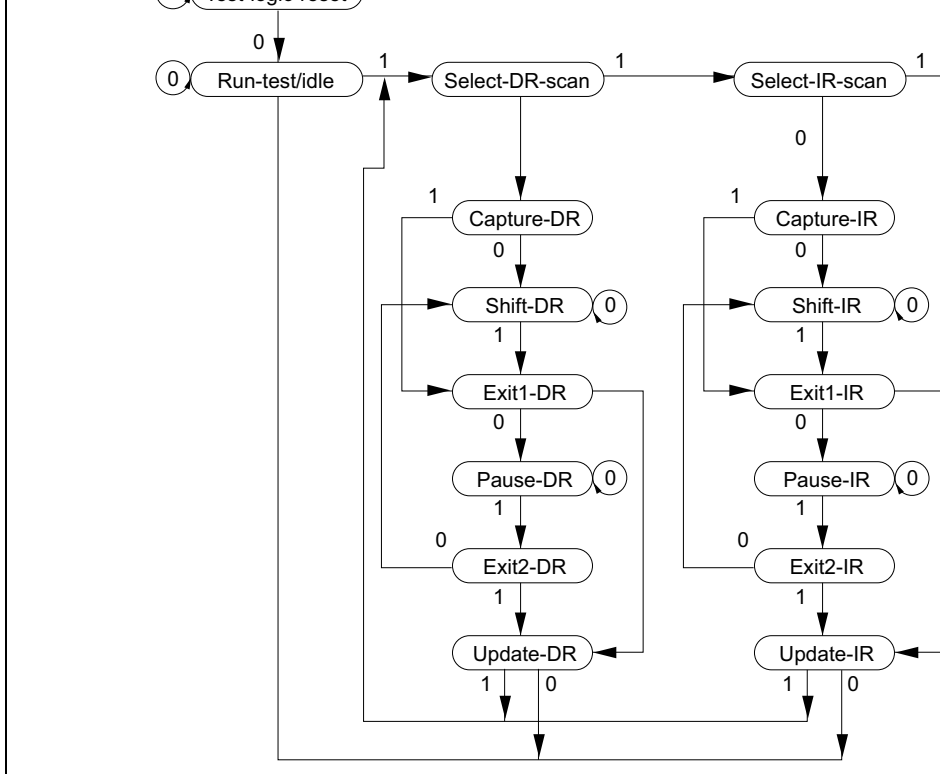 0
0 Run-test/idle 1 Select-DR-scan 1 Select-IR-scan 1
0
1 1
Capture-DR Capture-IR
0 0
Shift-DR 0 Shift-IR 0
1 1
Exit1-DR Exit1-IR
0 0
Pause-DR 0 Pause-IR 0
1 1
0 0
Exit2-DR Exit2-IR
1 1
Update-DR Update-IR
1 0 1 0